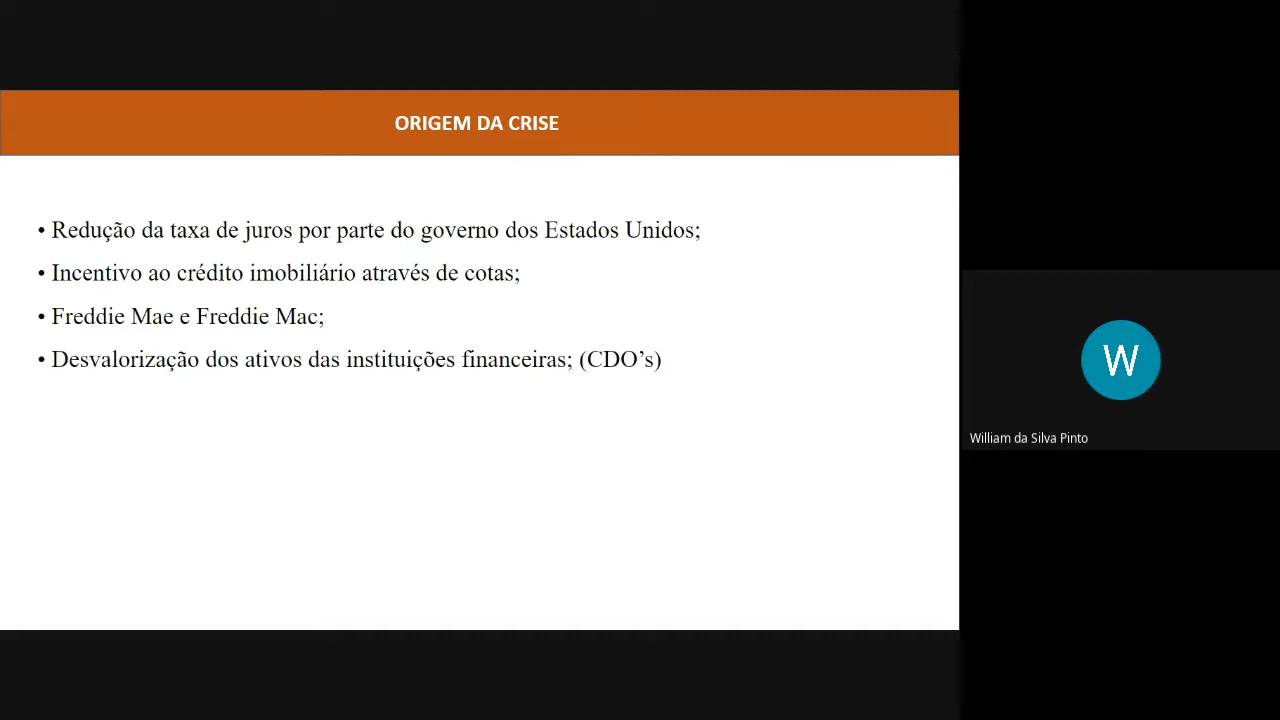 ORIGEM DA CRISE
• Redução da taxa de juros por parte do governo dos Estados Unidos;
• Incentivo ao crédito imobiliário através de cotas;
• Freddie Mae e Freddie Mac;
• Desvalorização dos ativos das instituições financeiras; (CDO’s)
W
William da Silva Pinto